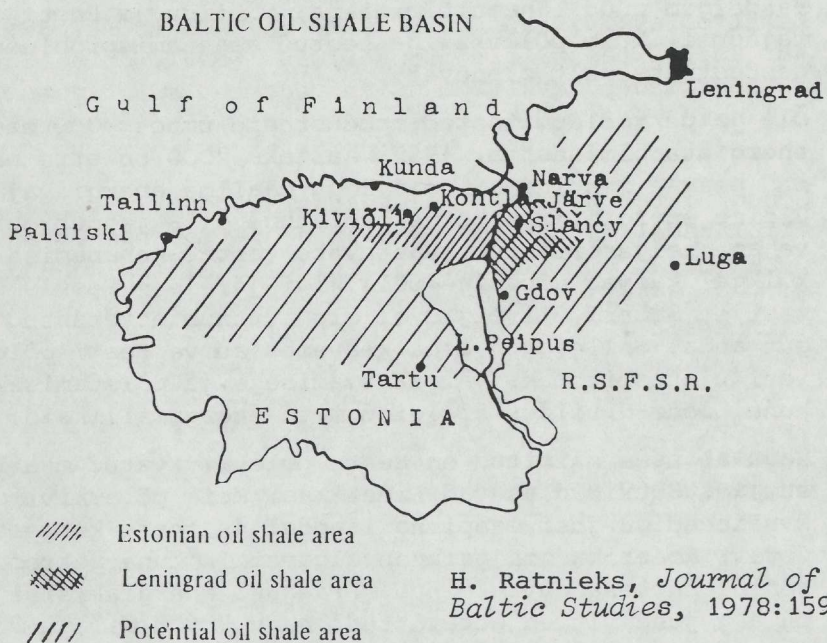 BALTIC OIL SHALE BASIN
Leningrad
Gulf of Finland
Kunda
Narva
Tallinn
Kohtla-Järve
Kiviõli
Slancy
Paldiski
Luga
Gdov
L.Peipus
Tartu
R.S.F.S.R.
ESTONIA
Estonian oil shale area
Leningrad oil shale area
H. Ratnieks, Journal of
Baltic Studies, 1978:159
Potential oil shale area